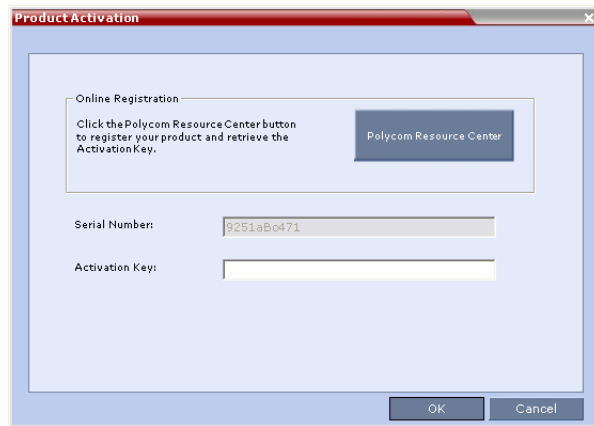 Product Activation
Online Registration
Click the Polycom Resource Center button
to register your product and retrieve the
Activation Key.
Polycom Resource Center
Serial Number:
9251aBc471
Activation Key:
OK Cancel